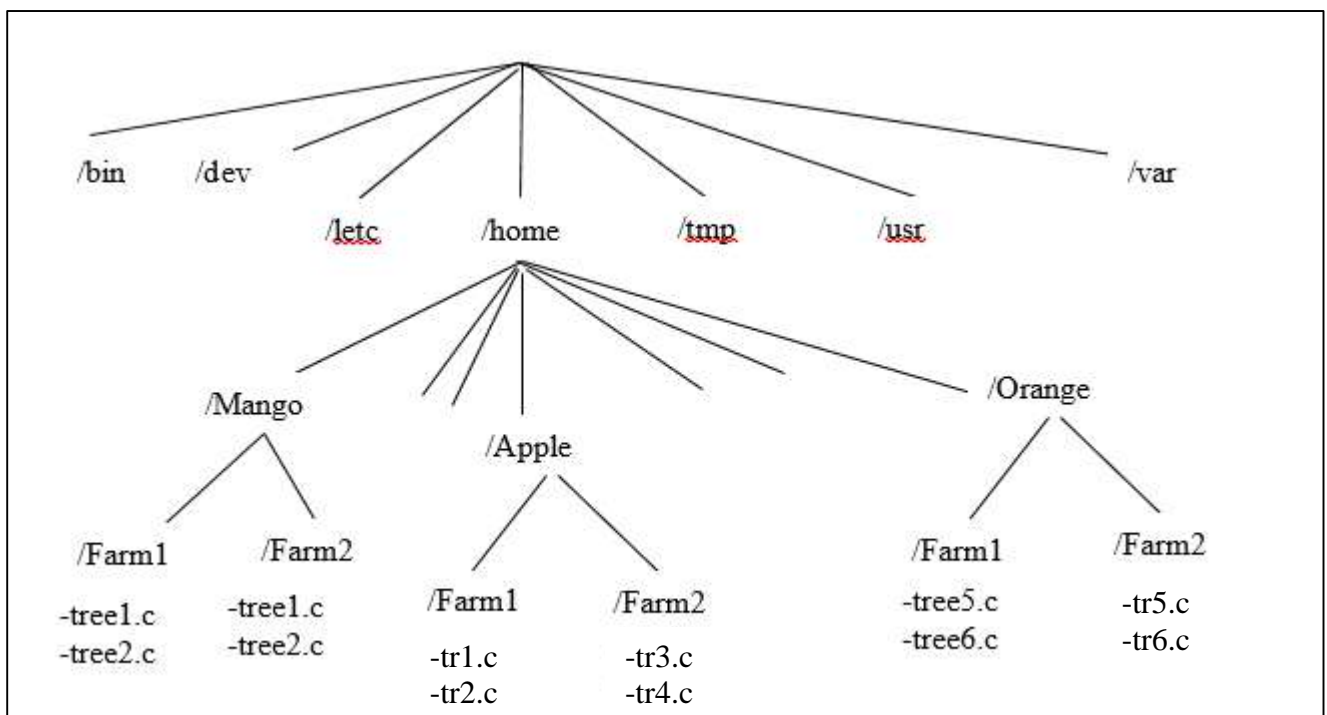 /bin /dev /var
/letc /home /tmp /usr
/Mango /Orange
/Apple
/Farm1 /Farm2 /Farm1 /Farm2
-tree1.c -tree1.c /Farm1 /Farm2 -tree5.c -tr5.c
-tree2.c -tree2.c -tree6.c -tr6.c
-tr1.c -tr3.c
-tr2.c -tr4.c